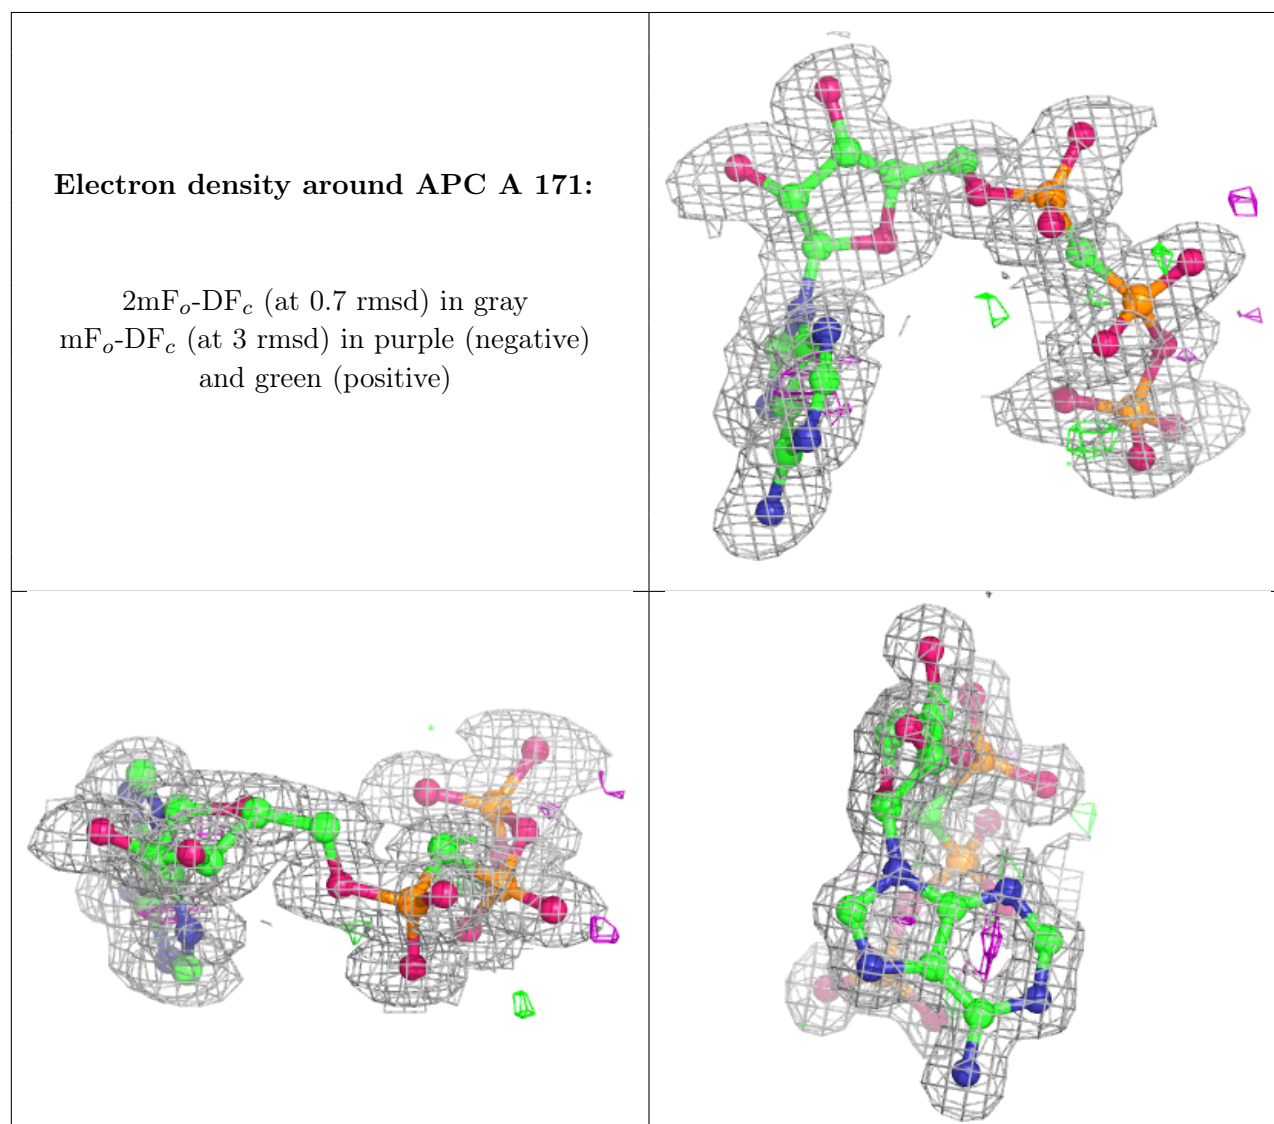 Electron density around APC A 171:
2mFo-DFc (at 0.7 rmsd) in gray
mFo-DFc (at 3 rmsd) in purple (negative)
and green (positive)